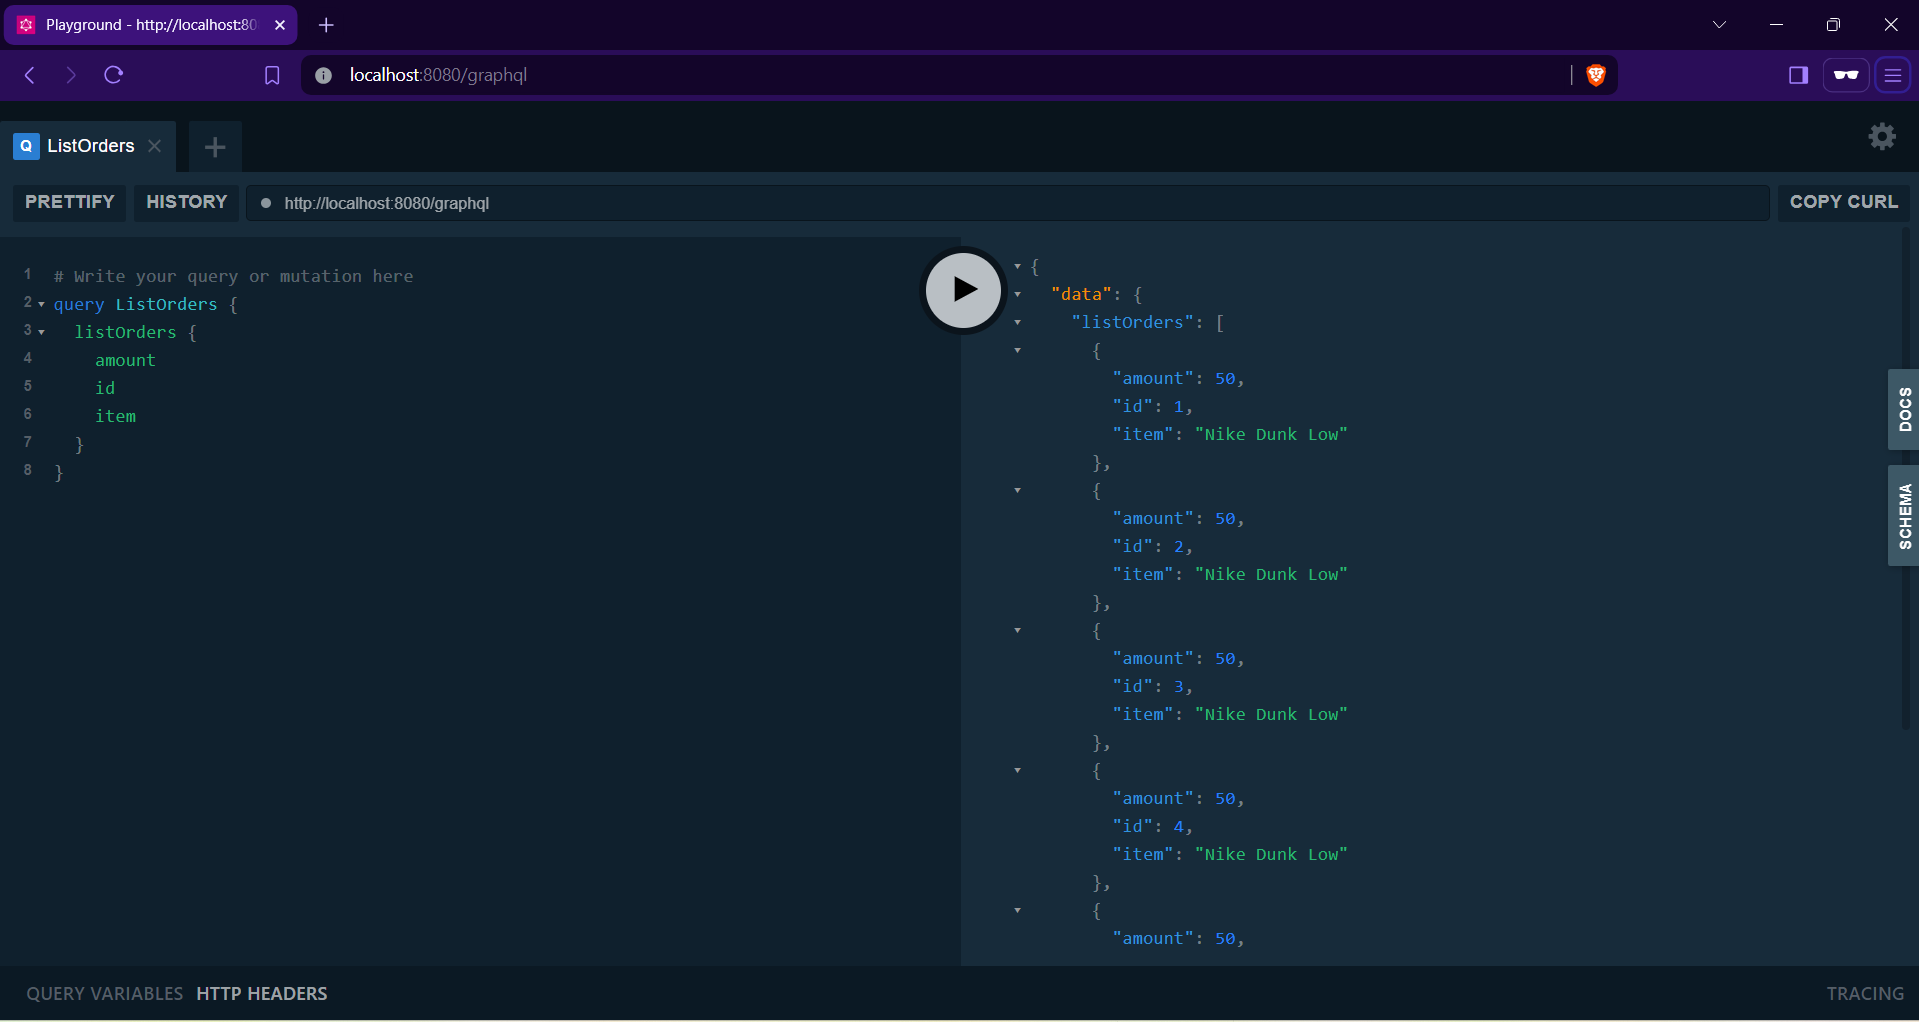 Playground - http://localhost:80
localhost:8080/graphql
Q ListOrders
PRETTIFY HISTORY http://localhost:8080/graphql COPY CURL
1 # Write your query or mutation here
2 query ListOrders {
3 listOrders {
4 amount
5 id
6 item
7 }
8 }
{
"data": {
"listOrders": [
{
"amount": 50,
"id": 1,
"item": "Nike Dunk Low"
},
{
"amount": 50,
"id": 2,
"item": "Nike Dunk Low"
},
{
"amount": 50,
"id": 3,
"item": "Nike Dunk Low"
},
{
"amount": 50,
"id": 4,
"item": "Nike Dunk Low"
},
{
"amount": 50,
DOCS
SCHEMA
QUERY VARIABLES HTTP HEADERS TRACING